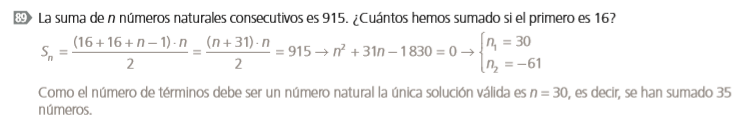 89 La suma de n números naturales consecutivos es 915. ¿Cuántos hemos sumado si el primero es 16?
Sₙ = (16 + 16 + n − 1) · n / 2 = (n + 31) · n / 2 = 915 → n² + 31n − 1830 = 0 → { n₁ = 30
n₂ = −61
Como el número de términos debe ser un número natural la única solución válida es n = 30, es decir, se han sumado 35
números.